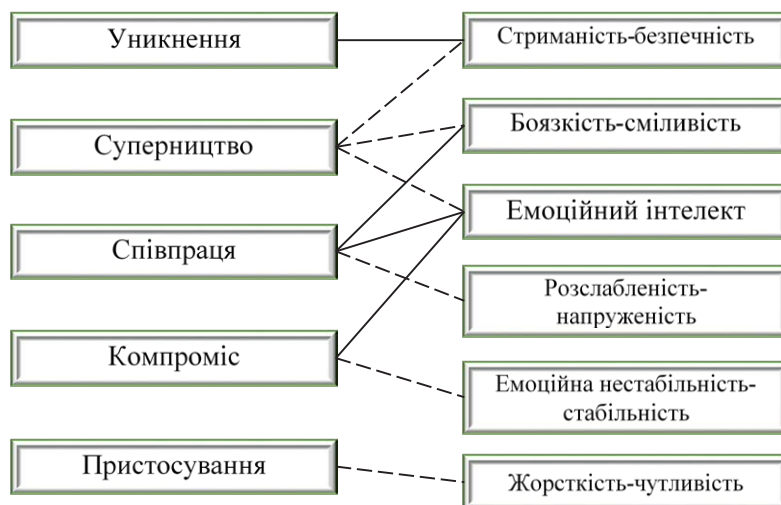 Уникнення
Суперництво
Співпраця
Компроміс
Пристосування
Стриманість-безпечність
Боязкість-сміливість
Емоційний інтелект
Розслабленість-
напруженість
Емоційна нестабільність-
стабільність
Жорсткість-чутливість